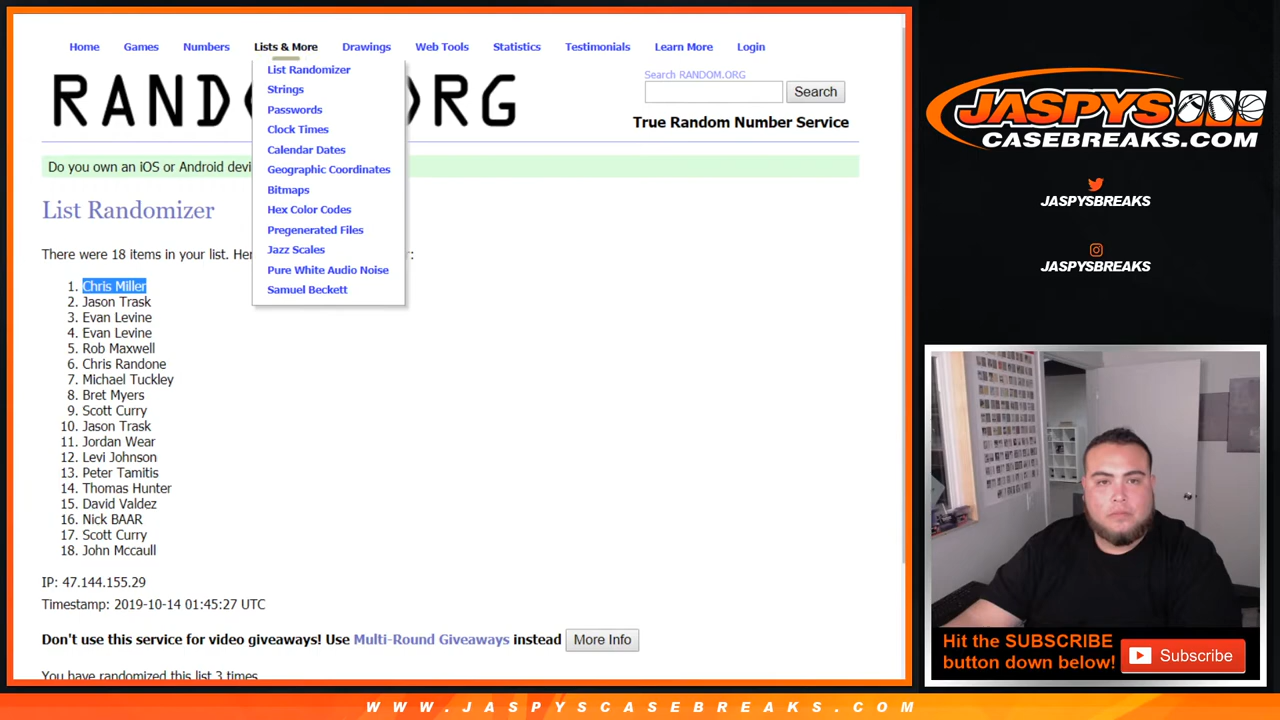 Home Games Numbers Lists & More Drawings Web Tools Statistics Testimonials Learn More Login
List Randomizer
Strings
Passwords
Clock Times
Calendar Dates
Geographic Coordinates
Bitmaps
Hex Color Codes
Pregenerated Files
Jazz Scales
Pure White Audio Noise
Samuel Beckett
RAND RG
Search RANDOM.ORG
Search
True Random Number Service
Do you own an iOS or Android devi
List Randomizer
There were 18 items in your list. Her :
1. Chris Miller
2. Jason Trask
3. Evan Levine
4. Evan Levine
5. Rob Maxwell
6. Chris Randone
7. Michael Tuckley
8. Bret Myers
9. Scott Curry
10. Jason Trask
11. Jordan Wear
12. Levi Johnson
13. Peter Tamitis
14. Thomas Hunter
15. David Valdez
16. Nick BAAR
17. Scott Curry
18. John Mccaull
IP: 47.144.155.29
Timestamp: 2019-10-14 01:45:27 UTC
Don't use this service for video giveaways! Use Multi-Round Giveaways instead More Info
You have randomized this list 3 times
JASPYS
CASEBREAKS.COM
JASPYSBREAKS
JASPYSBREAKS
Hit the SUBSCRIBE
button down below!
Subscribe
WWW.JASPYSCASEBREAKS.COM